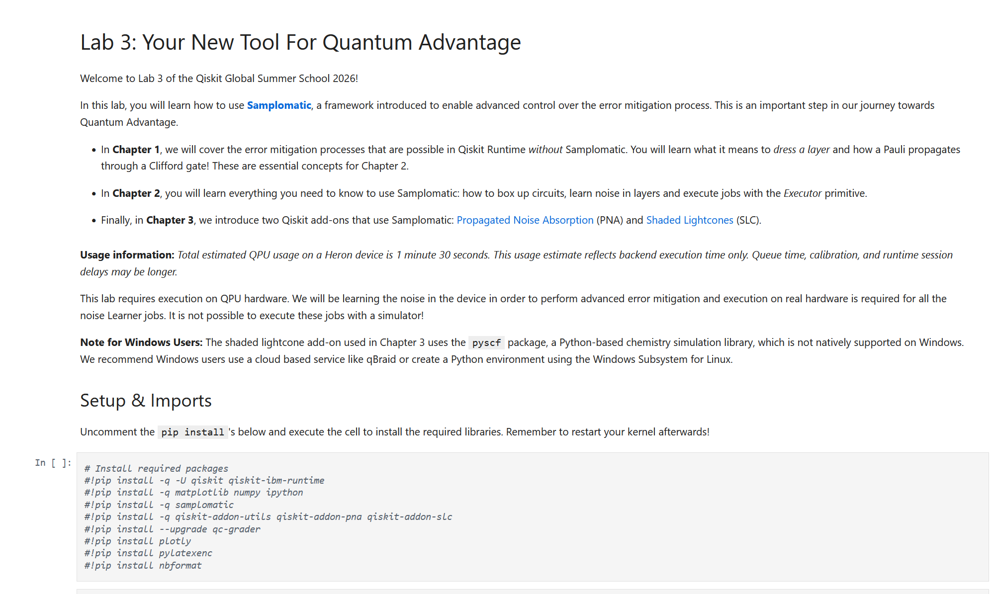 Lab 3: Your New Tool For Quantum Advantage
Welcome to Lab 3 of the Qiskit Global Summer School 2026!
In this lab, you will learn how to use Samplomatic, a framework introduced to enable advanced control over the error mitigation process. This is an important step in our journey towards
Quantum Advantage.
• In Chapter 1, we will cover the error mitigation processes that are possible in Qiskit Runtime without Samplomatic. You will learn what it means to dress a layer and how a Pauli propagates
through a Clifford gate! These are essential concepts for Chapter 2.
• In Chapter 2, you will learn everything you need to know to use Samplomatic: how to box up circuits, learn noise in layers and execute jobs with the Executor primitive.
• Finally, in Chapter 3, we introduce two Qiskit add-ons that use Samplomatic: Propagated Noise Absorption (PNA) and Shaded Lightcones (SLC).
Usage information: Total estimated QPU usage on a Heron device is 1 minute 30 seconds. This usage estimate reflects backend execution time only. Queue time, calibration, and runtime session
delays may be longer.
This lab requires execution on QPU hardware. We will be learning the noise in the device in order to perform advanced error mitigation and execution on real hardware is required for all the
noise Learner jobs. It is not possible to execute these jobs with a simulator!
Note for Windows Users: The shaded lightcone add-on used in Chapter 3 uses the pyscf package, a Python-based chemistry simulation library, which is not natively supported on Windows.
We recommend Windows users use a cloud based service like qBraid or create a Python environment using the Windows Subsystem for Linux.
Setup & Imports
Uncomment the pip install's below and execute the cell to install the required libraries. Remember to restart your kernel afterwards!
In [ ]:
# Install required packages
#!pip install -q -U qiskit qiskit-ibm-runtime
#!pip install -q matplotlib numpy ipython
#!pip install -q samplomatic
#!pip install -q qiskit-addon-utils qiskit-addon-pna qiskit-addon-slc
#!pip install --upgrade qc-grader
#!pip install plotly
#!pip install pylatexenc
#!pip install nbformat